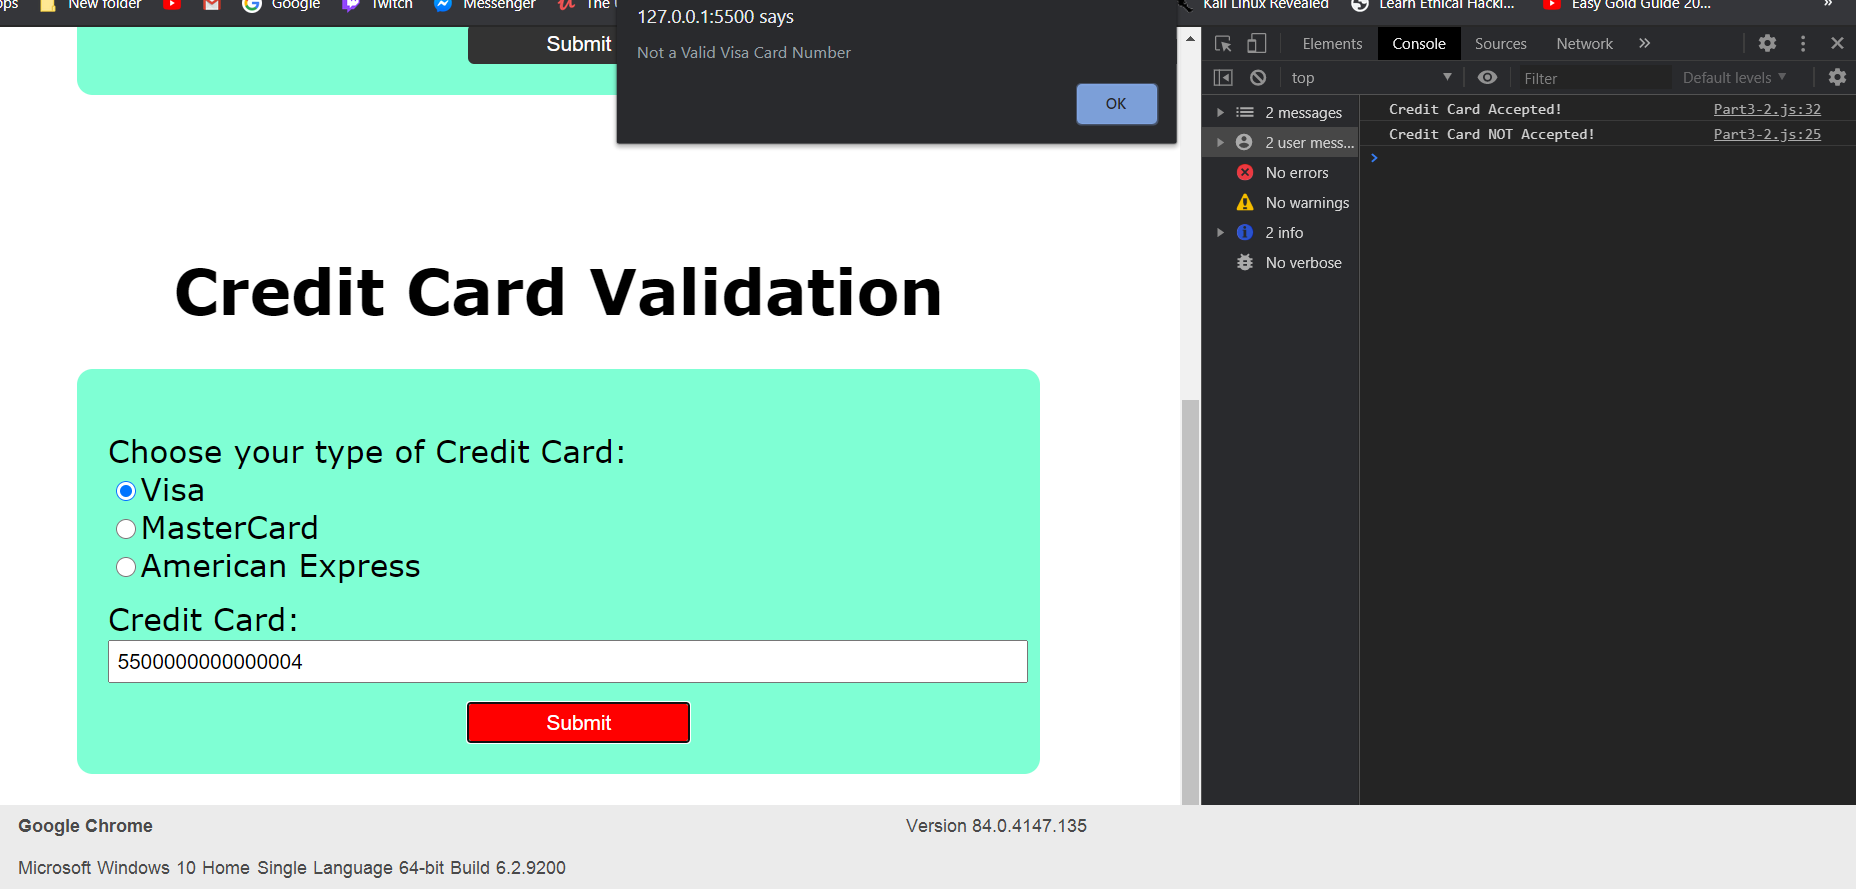 ops New folder Google Twitch Messenger The Kali Linux Revealed Learn Ethical Hacki... Easy Gold Guide 20... »
127.0.0.1:5500 says
Not a Valid Visa Card Number
OK
Submit
Credit Card Validation
Choose your type of Credit Card:
Visa
MasterCard
American Express
Credit Card:
5500000000000004
Submit
Elements Console Sources Network »
top Filter Default levels
2 messages
2 user mess...
No errors
No warnings
2 info
No verbose
Credit Card Accepted! Part3-2.js:32
Credit Card NOT Accepted! Part3-2.js:25
>
Google Chrome Version 84.0.4147.135
Microsoft Windows 10 Home Single Language 64-bit Build 6.2.9200